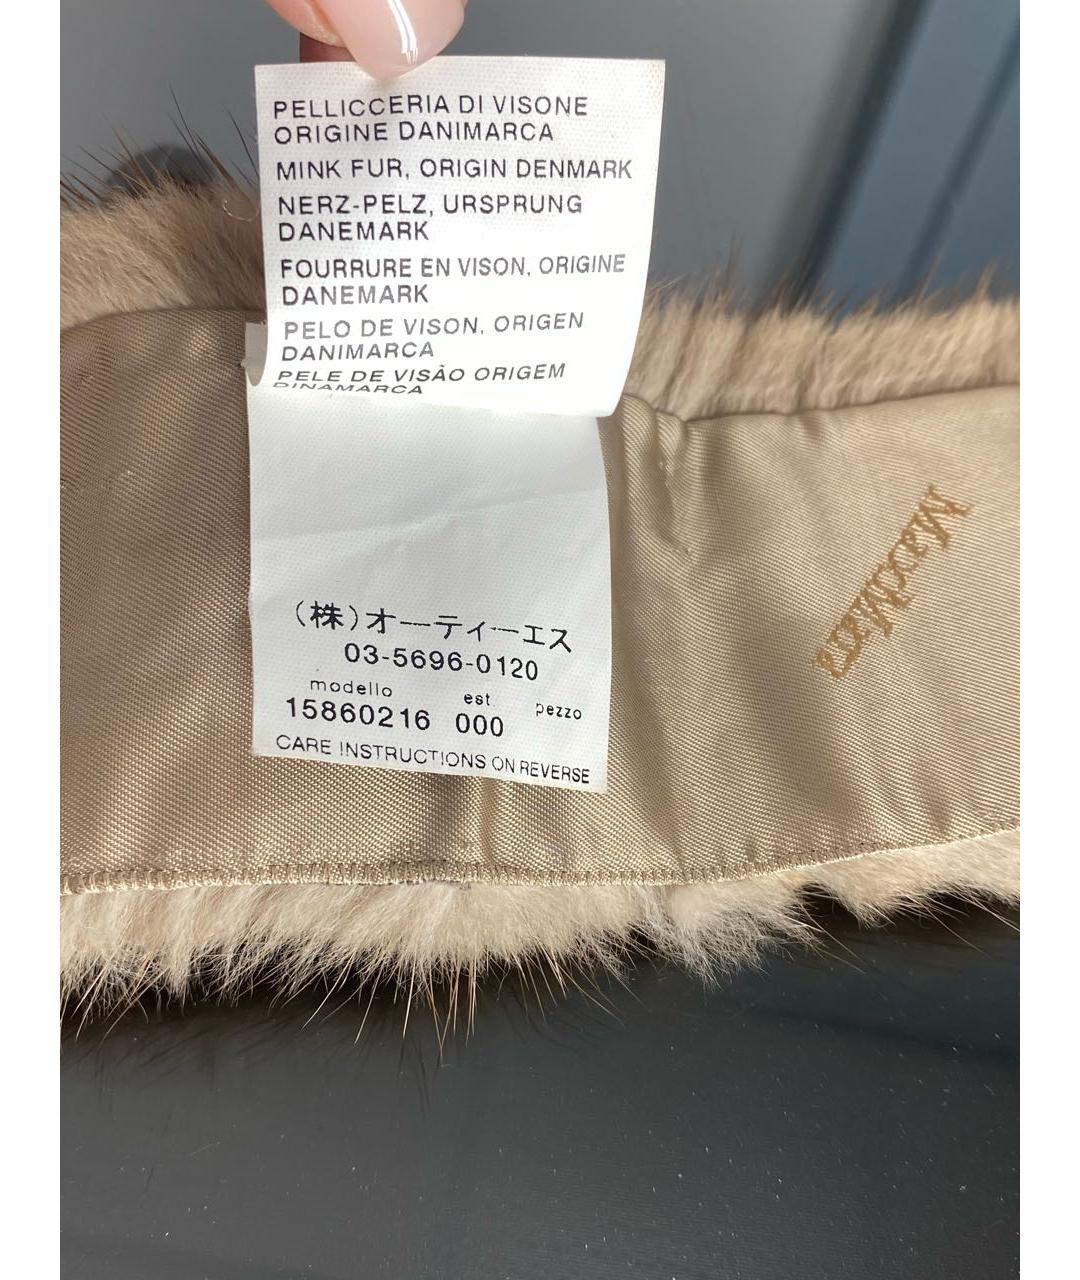 PELLICCERIA DI VISONE
ORIGINE DANIMARCA
MINK FUR, ORIGIN DENMARK
NERZ-PELZ, URSPRUNG
DANEMARK
FOURRURE EN VISON, ORIGINE
DANEMARK
PELO DE VISON, ORIGEN
DANIMARCA
PELE DE VISÃO ORIGEM
DINAMARCA
(株)オーティーエス
03-5696-0120
modello est pezzo
15860216 000
CARE INSTRUCTIONS ON REVERSE
MaxMara